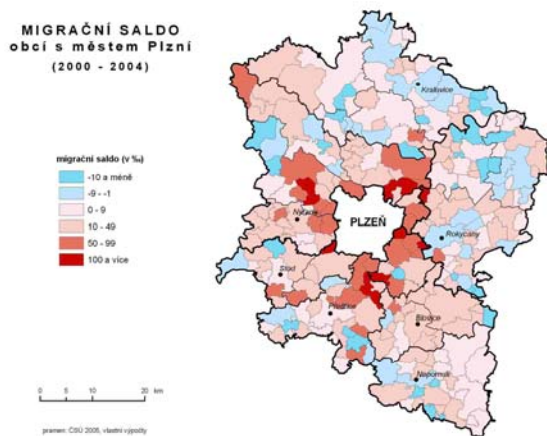 MIGRAČNÍ SALDO
obcí s městem Plzní
(2000 - 2004)
migrační saldo (v ‰)
-10 a méně
-9 - -1
0 - 9
10 - 49
50 - 99
100 a více
Kralovice
PLZEŇ
Nýřany
Rokycany
Stod
Přeštice
Blovice
Nepomuk
0 5 10 20 km
pramen: ČSÚ 2005, vlastní výpočty